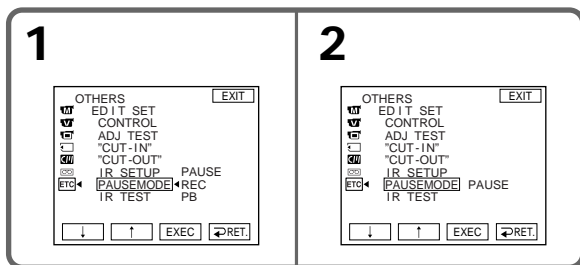 1
OTHERS EXIT
EDIT SET
CONTROL
ADJ TEST
"CUT-IN"
"CUT-OUT"
IR SETUP PAUSE
ETC PAUSEMODE REC
IR TEST PB
↓ ↑ EXEC RET.
2
OTHERS EXIT
EDIT SET
CONTROL
ADJ TEST
"CUT-IN"
"CUT-OUT"
IR SETUP
ETC PAUSEMODE PAUSE
IR TEST
↓ ↑ EXEC RET.